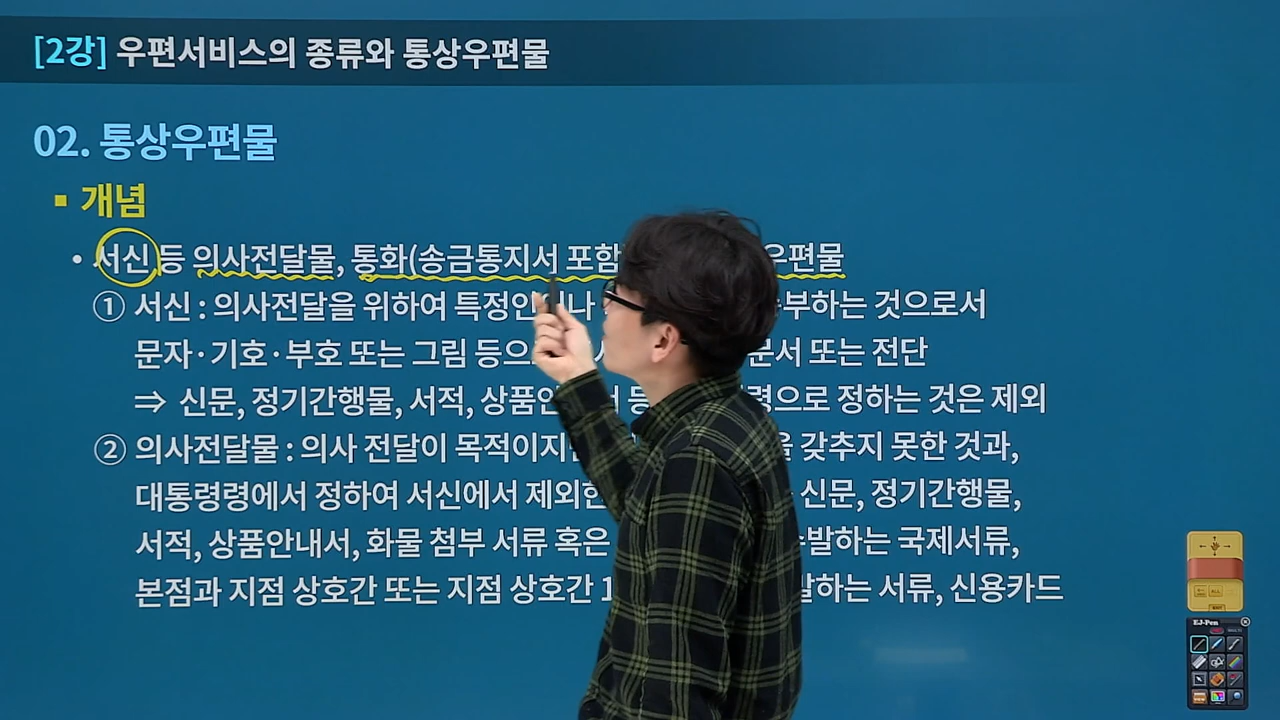 [2강] 우편서비스의 종류와 통상우편물
02. 통상우편물
▪ 개념
• 서신 등 의사전달물, 통화(송금통지서 포함 우편물
① 서신 : 의사전달을 위하여 특정인 하는 것으로서
문자·기호·부호 또는 그림 등으 문서 또는 전단
⇒ 신문, 정기간행물, 서적, 상품안 등 으로 정하는 것은 제외
② 의사전달물 : 의사 전달이 목적이지 갖추지 못한 것과,
대통령령에서 정하여 서신에서 제외한 신문, 정기간행물,
서적, 상품안내서, 화물 첨부 서류 혹은 발하는 국제서류,
본점과 지점 상호간 또는 지점 상호간 하는 서류, 신용카드
EJ-Pen